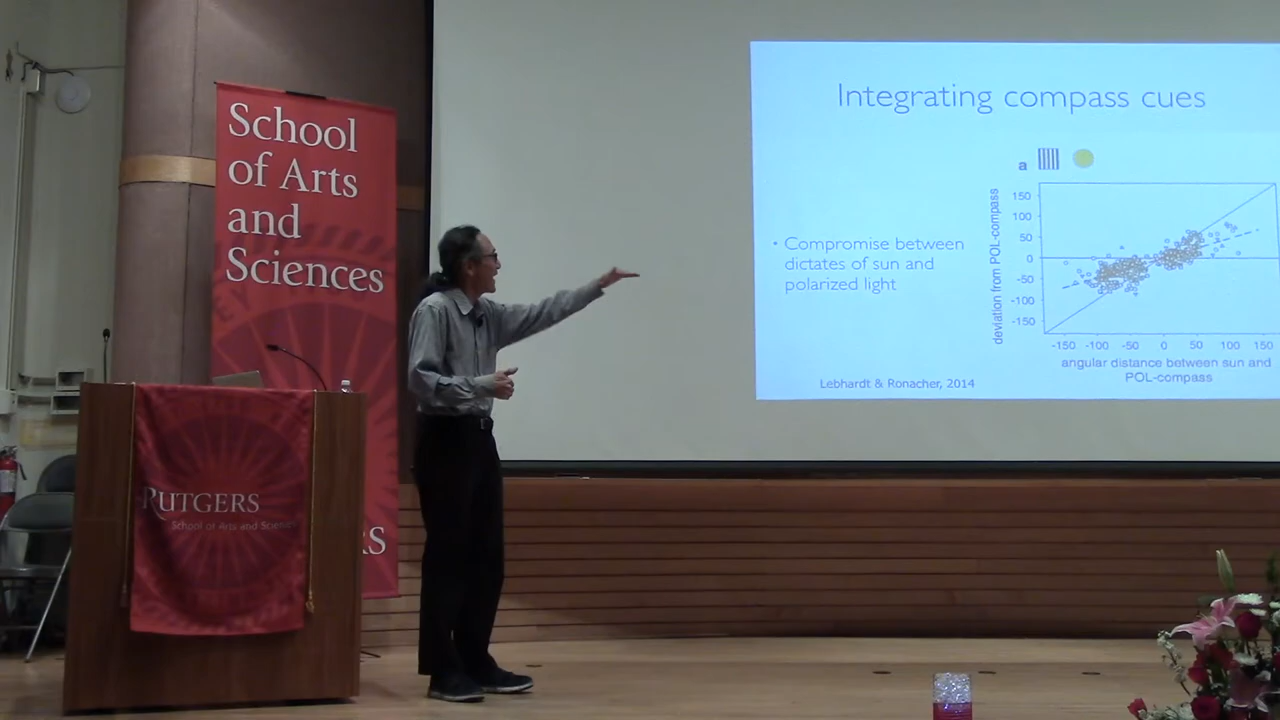 School
of Arts
and
Sciences
RS
RUTGERS
School of Arts and Sciences
Integrating compass cues
a
• Compromise between
dictates of sun and
polarized light
deviation from POL-compass
150
100
50
0
-50
-100
-150
-150 -100 -50 0 50 100 150
angular distance between sun and
POL-compass
Lebhardt & Ronacher, 2014